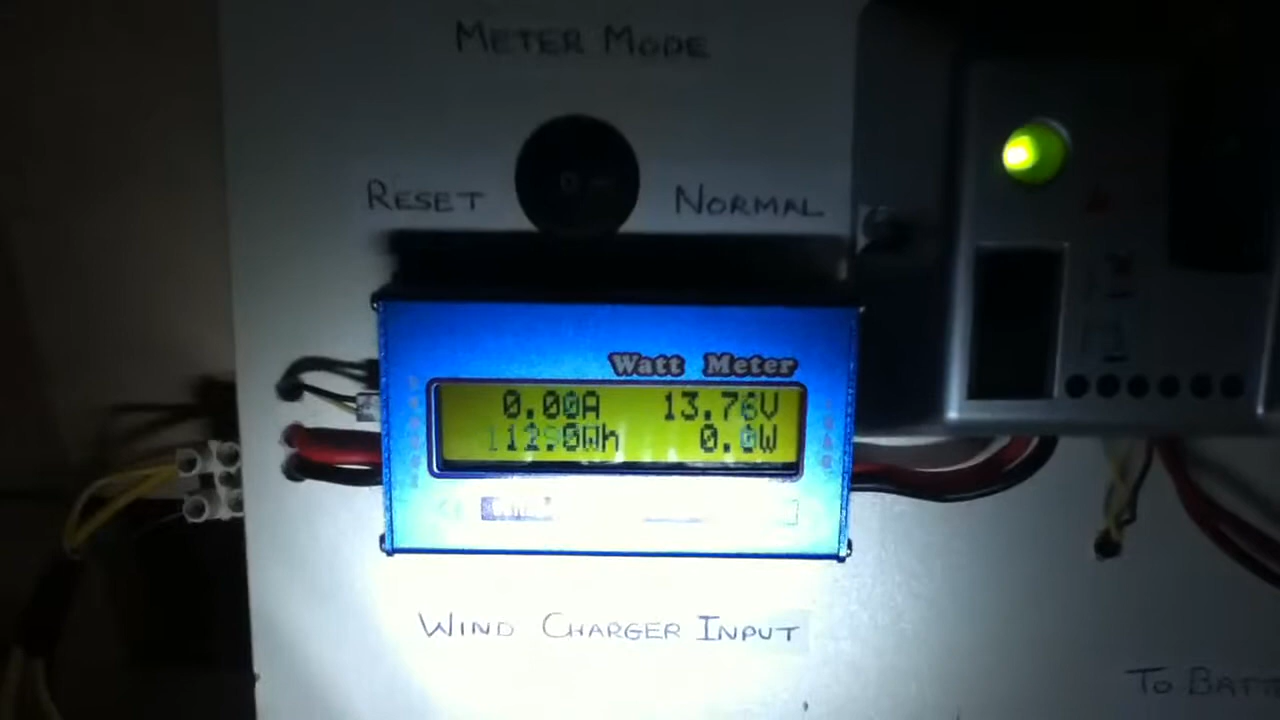 METER MODE
RESET NORMAL
Watt Meter
0.00A 13.76V
0.0W
WIND CHARGER INPUT
TO BATT